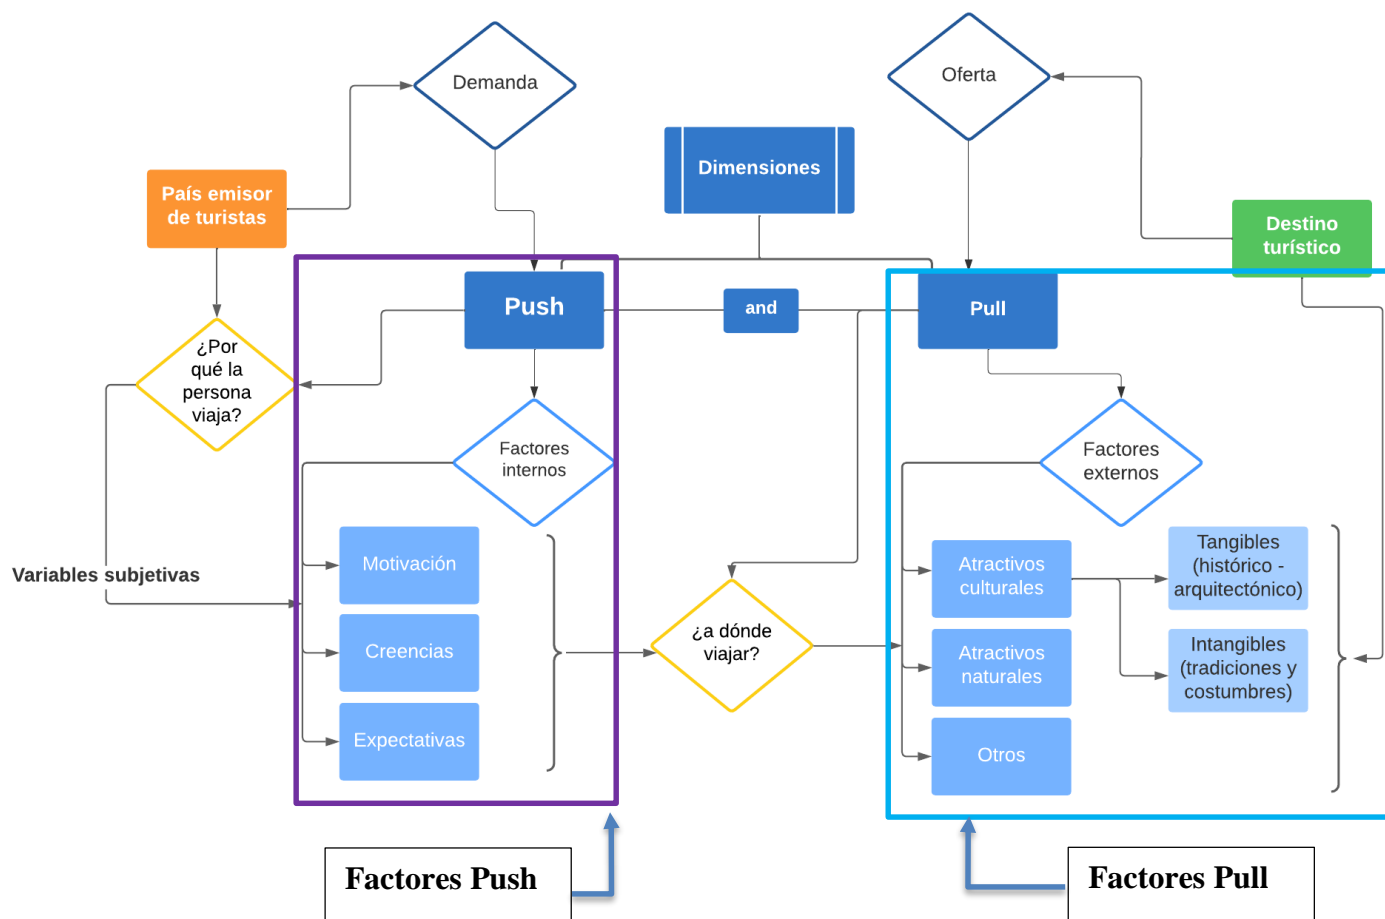 Demanda
Oferta
Dimensiones
País emisor
de turistas
Destino
turístico
Push
and
Pull
¿Por
qué la
persona
viaja?
Factores
internos
Factores
externos
Variables subjetivas
Motivación
Creencias
Expectativas
¿a dónde
viajar?
Atractivos
culturales
Atractivos
naturales
Otros
Tangibles
(histórico -
arquitectónico)
Intangibles
(tradiciones y
costumbres)
Factores Push
Factores Pull